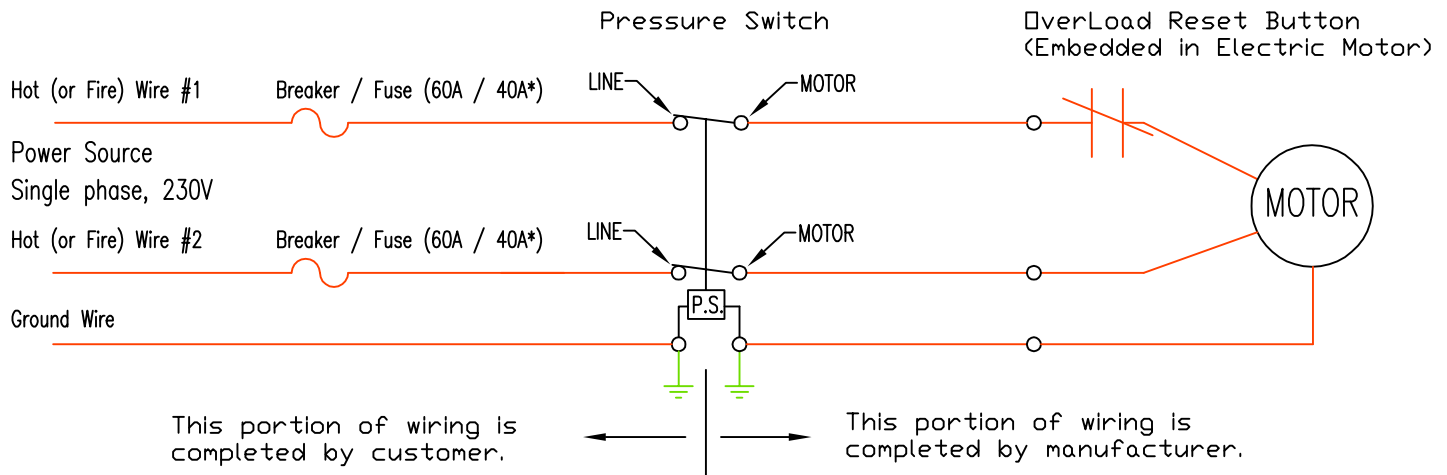 Pressure Switch
OverLoad Reset Button
(Embedded in Electric Motor)
Hot (or Fire) Wire #1
Breaker / Fuse (60A / 40A*)
LINE
MOTOR
Power Source
Single phase, 230V
MOTOR
Hot (or Fire) Wire #2
Breaker / Fuse (60A / 40A*)
LINE
MOTOR
P.S.
Ground Wire
This portion of wiring is
completed by customer.
This portion of wiring is
completed by manufacturer.